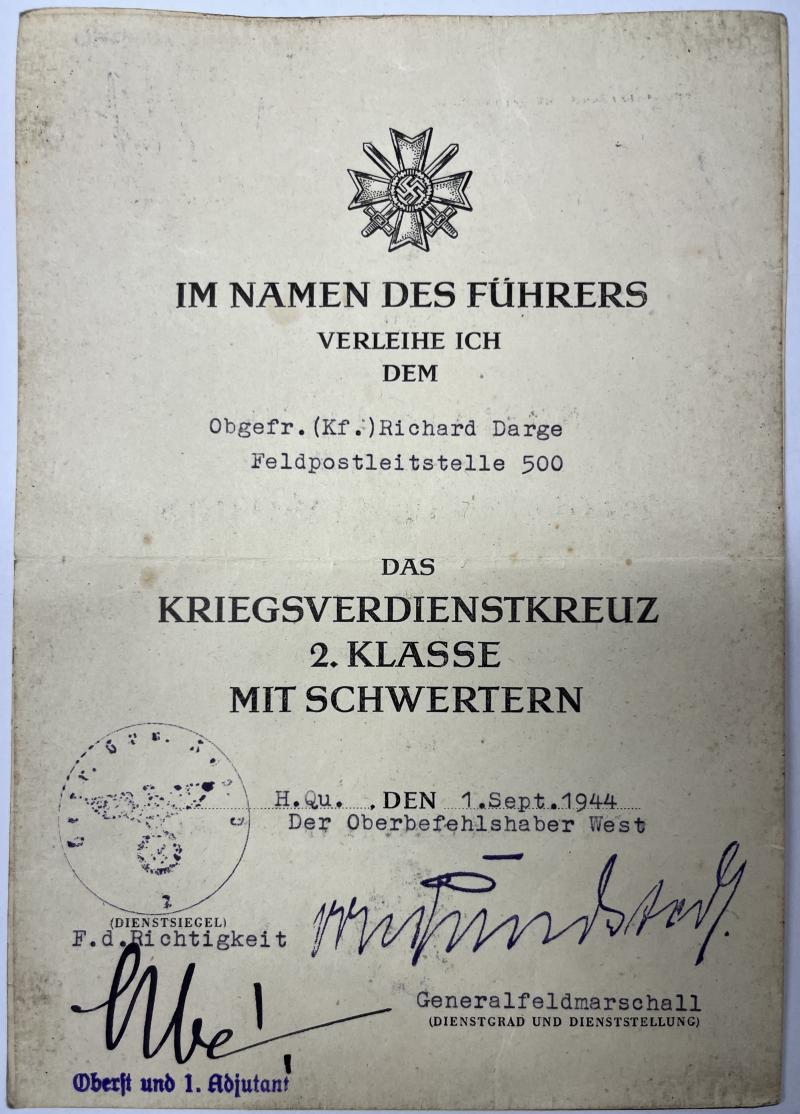 IM NAMEN DES FÜHRERS
VERLEIHE ICH
DEM
Obgefr.(Kf.)Richard Darge
Feldpostleitstelle 500
DAS
KRIEGSVERDIENSTKREUZ
2. KLASSE
MIT SCHWERTERN
H.Qu. , DEN 1.Sept.1944
Der Oberbefehlshaber West
(DIENSTSIEGEL)
F.d.Richtigkeit
Generalfeldmarschall
(DIENSTGRAD UND DIENSTSTELLUNG)
Oberst und 1. Adjutant